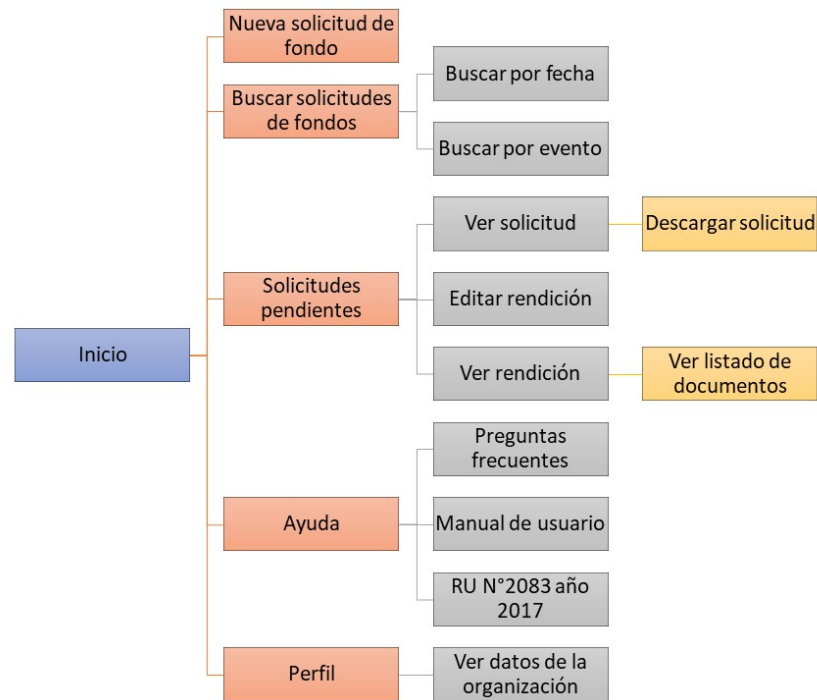 Inicio
Nueva solicitud de
fondo
Buscar solicitudes
de fondos
Buscar por fecha
Buscar por evento
Solicitudes
pendientes
Ver solicitud
Descargar solicitud
Editar rendición
Ver rendición
Ver listado de
documentos
Ayuda
Preguntas
frecuentes
Manual de usuario
RU N°2083 año
2017
Perfil
Ver datos de la
organización